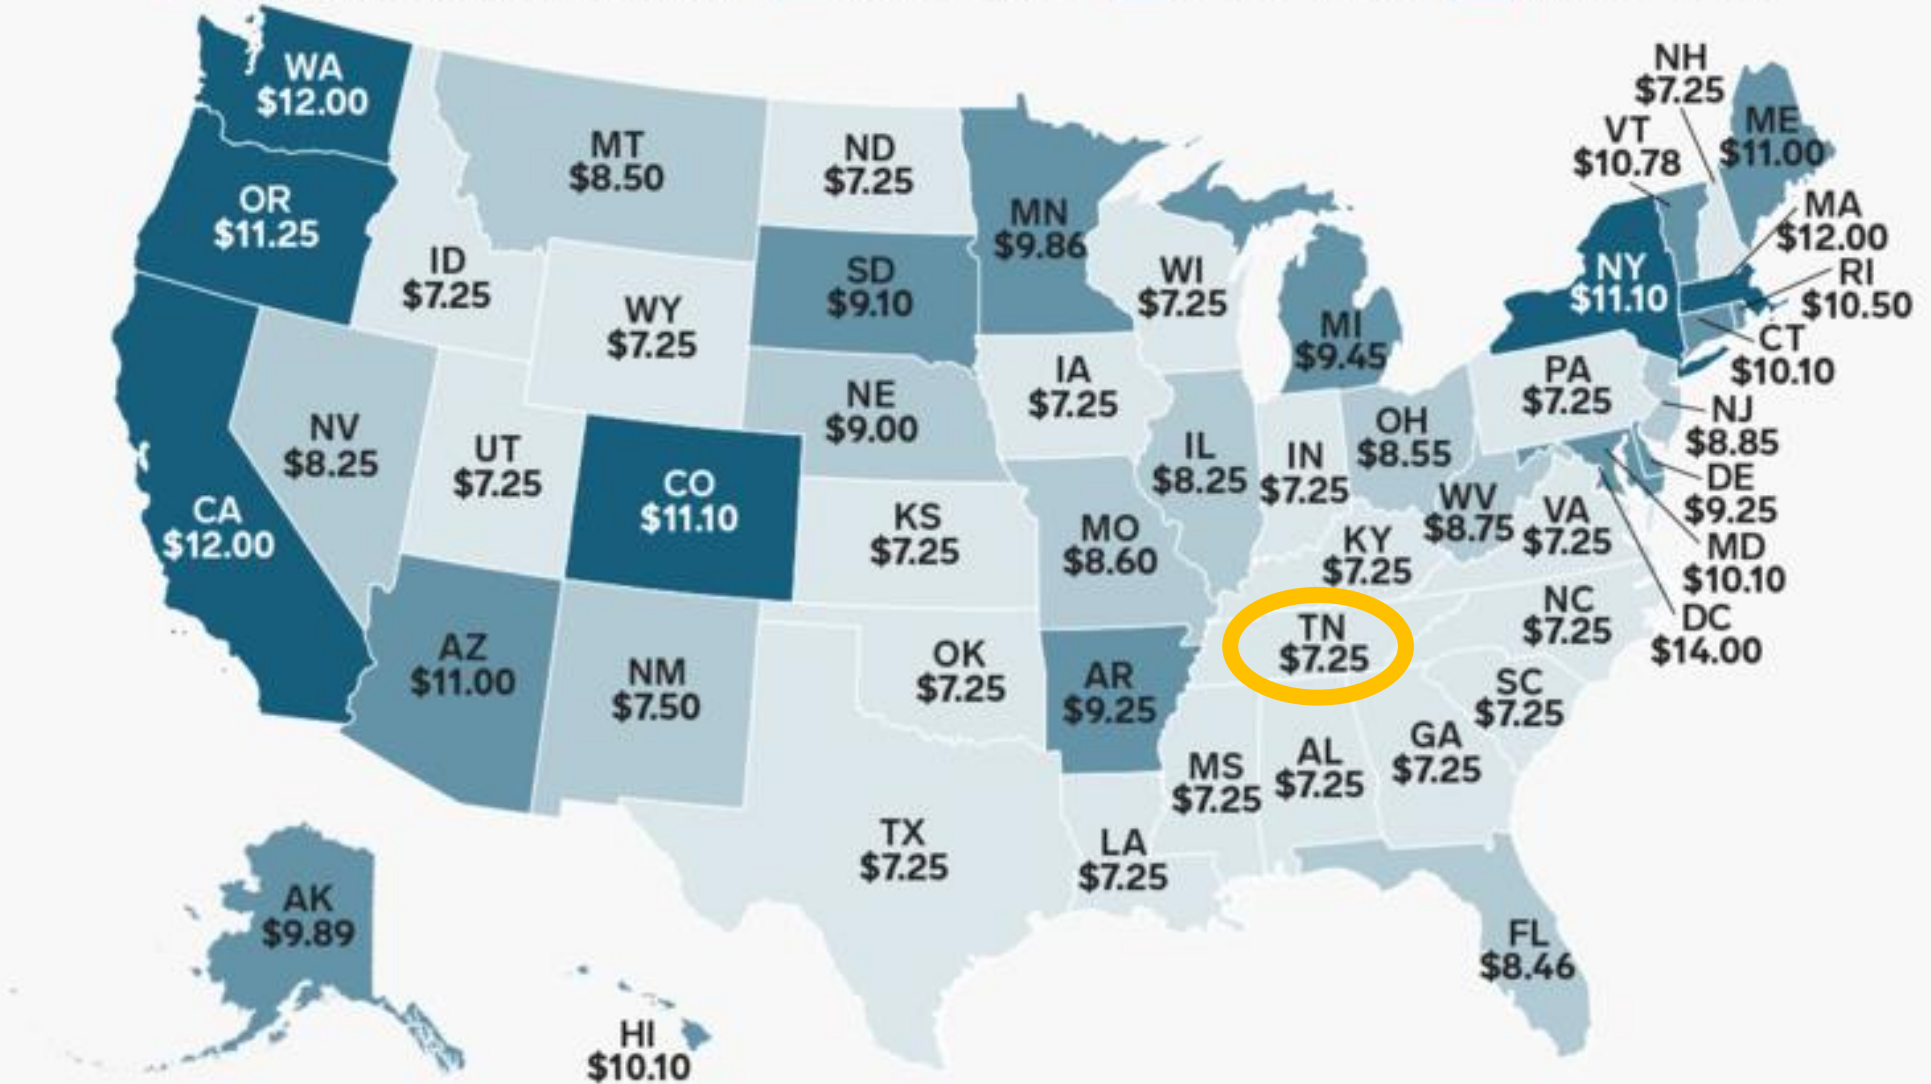 WA
$12.00
OR
$11.25
CA
$12.00
ID
$7.25
NV
$8.25
MT
$8.50
WY
$7.25
UT
$7.25
AZ
$11.00
CO
$11.10
NM
$7.50
ND
$7.25
SD
$9.10
NE
$9.00
KS
$7.25
OK
$7.25
TX
$7.25
MN
$9.86
IA
$7.25
MO
$8.60
AR
$9.25
LA
$7.25
WI
$7.25
IL
$8.25
MI
$9.45
IN
$7.25
OH
$8.55
KY
$7.25
TN
$7.25
MS
$7.25
AL
$7.25
GA
$7.25
FL
$8.46
SC
$7.25
NC
$7.25
VA
$7.25
WV
$8.75
PA
$7.25
NY
$11.10
VT
$10.78
NH
$7.25
ME
$11.00
MA
$12.00
RI
$10.50
CT
$10.10
NJ
$8.85
DE
$9.25
MD
$10.10
DC
$14.00
AK
$9.89
HI
$10.10